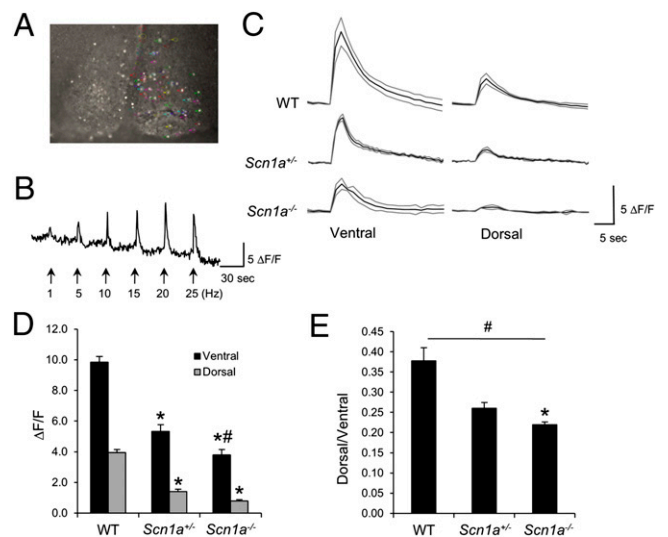 A
B
5 ΔF/F
30 sec
1 5 10 15 20 25 (Hz)
C
WT
Scn1a+/-
Scn1a-/-
Ventral Dorsal
5 ΔF/F
5 sec
D
ΔF/F
10.0
8.0
6.0
4.0
2.0
0.0
Ventral
Dorsal
*
*
*#
*
WT Scn1a+/- Scn1a-/-
E
Dorsal/Ventral
0.45
0.40
0.35
0.30
0.25
0.20
0.15
0.10
0.05
0.00
#
*
WT Scn1a+/- Scn1a-/-